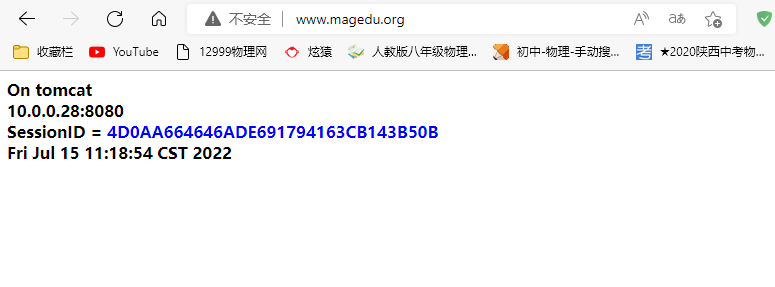 不安全 www.magedu.org A aあ
收藏栏 YouTube 12999物理网 炫猿 人教版八年级物理... 初中-物理-手动搜... 考 ★2020陕西中考物...
On tomcat
10.0.0.28:8080
SessionID = 4D0AA664646ADE691794163CB143B50B
Fri Jul 15 11:18:54 CST 2022